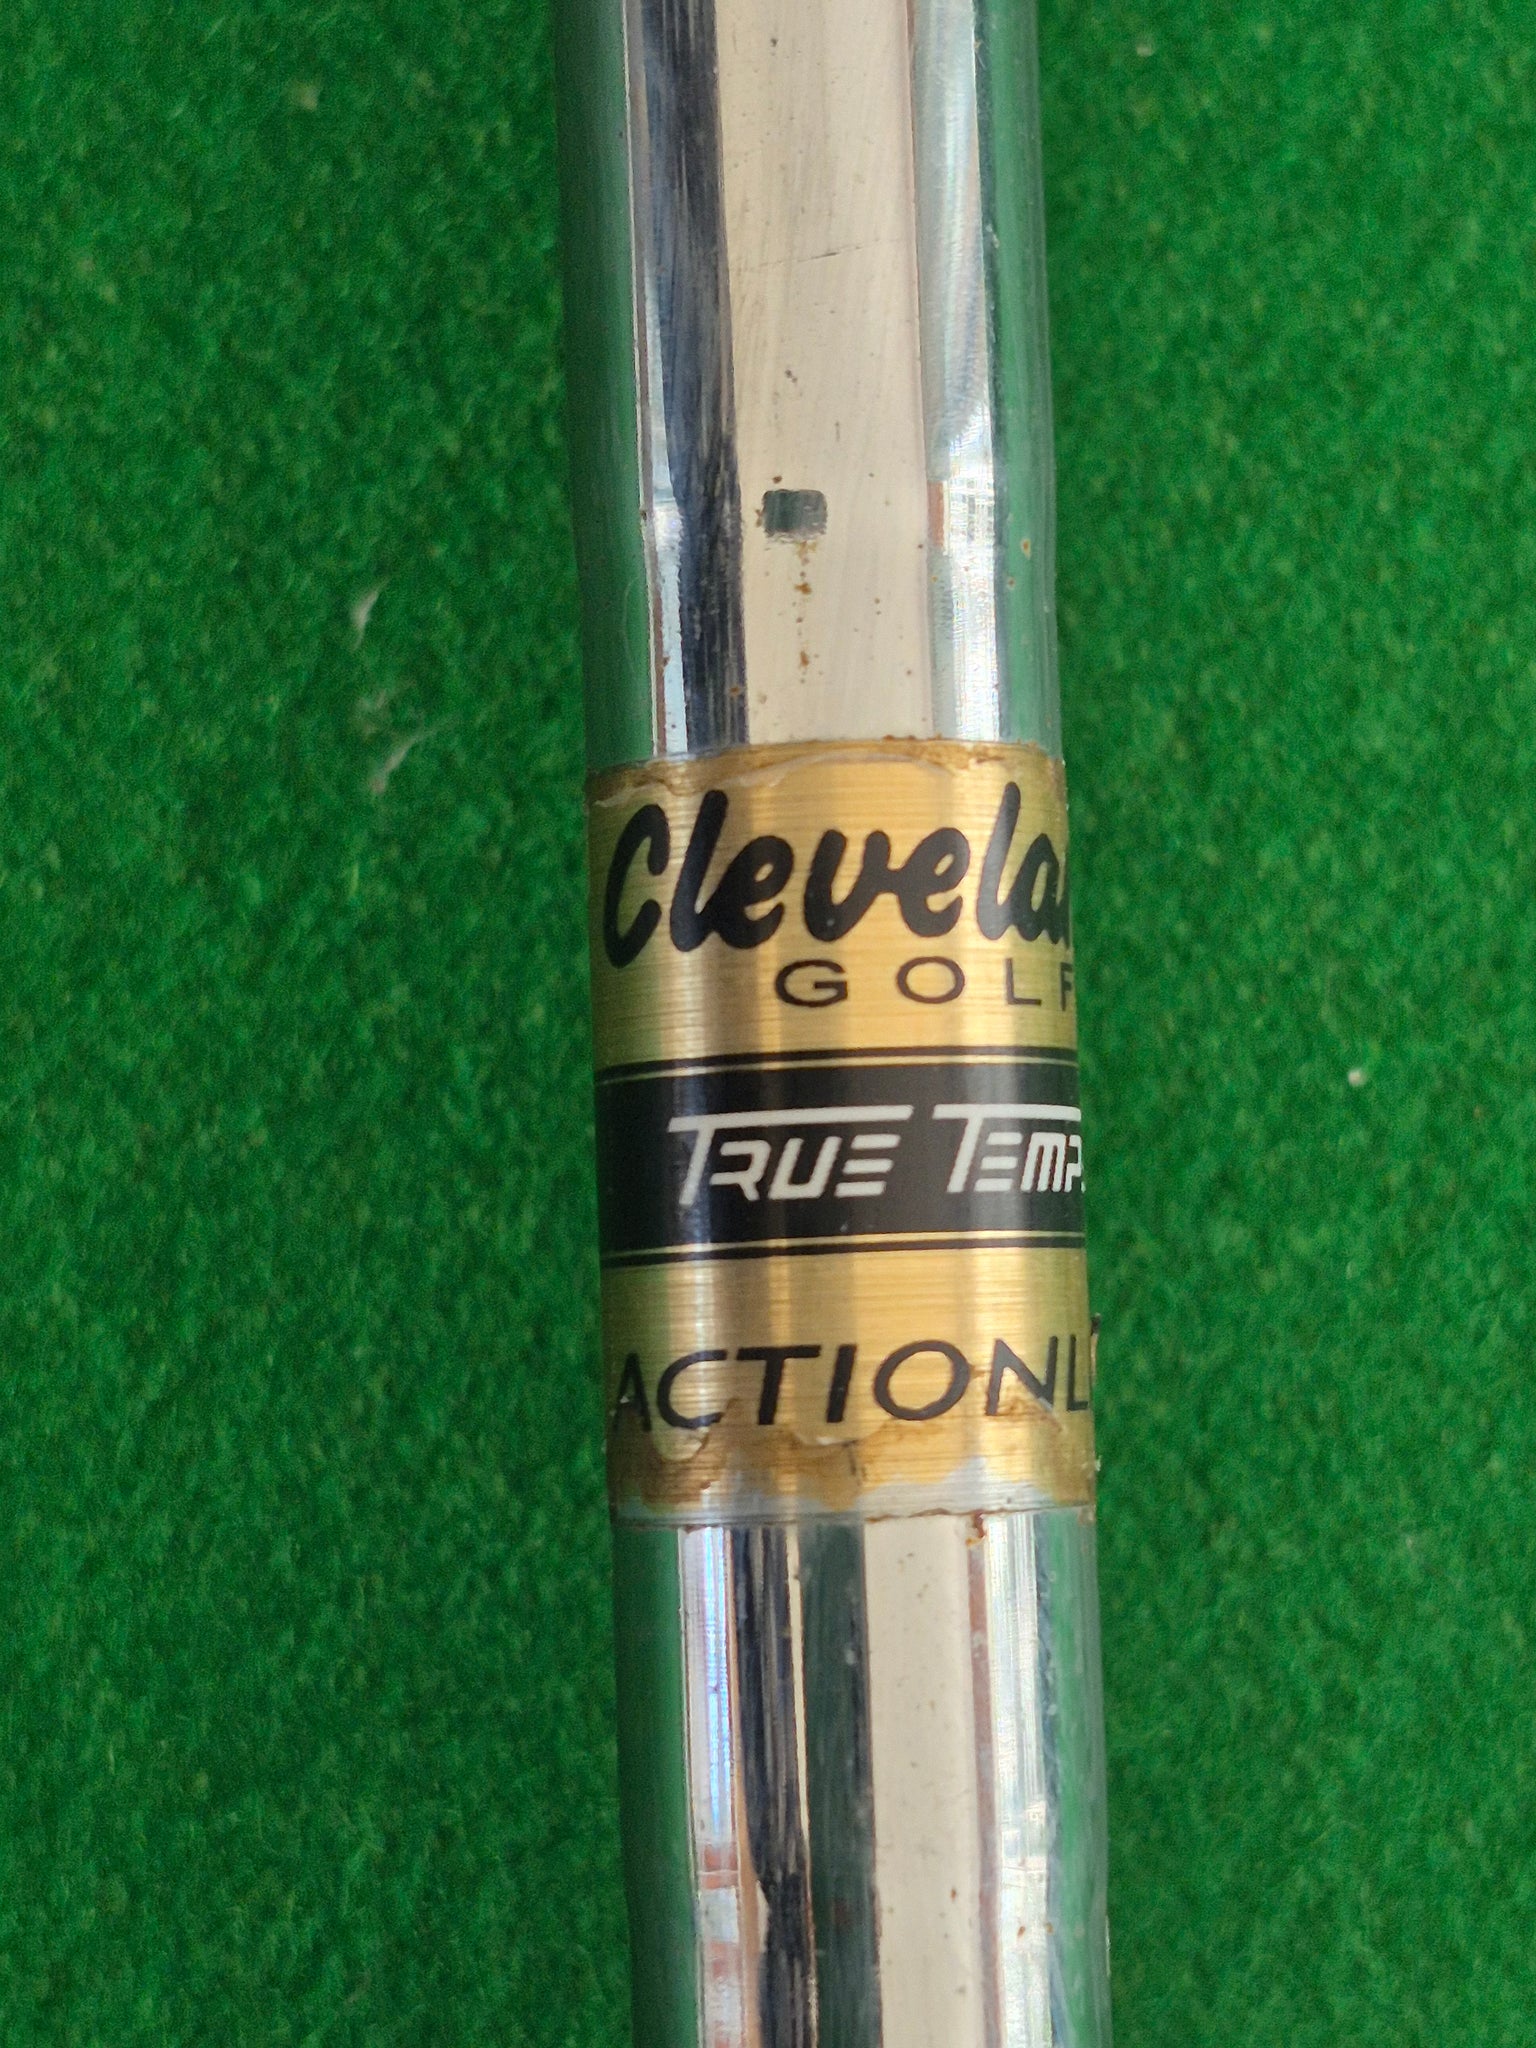 Clevela
GOLF
TRUE TEMP
ACTIONL